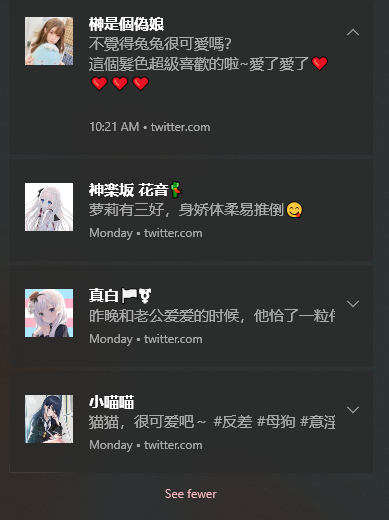 榊是個偽娘
不覺得兔兔很可愛嗎?
這個髮色超級喜歡的啦~愛了愛了❤️
❤️❤️❤️
10:21 AM • twitter.com
神楽坂 花音
萝莉有三好，身娇体柔易推倒😋
Monday • twitter.com
真白🏳️⚧
昨晚和老公爱爱的时候，他恰了一粒
Monday • twitter.com
小喵喵
猫猫，很可爱吧～ #反差 #母狗 #意淫
Monday • twitter.com
See fewer